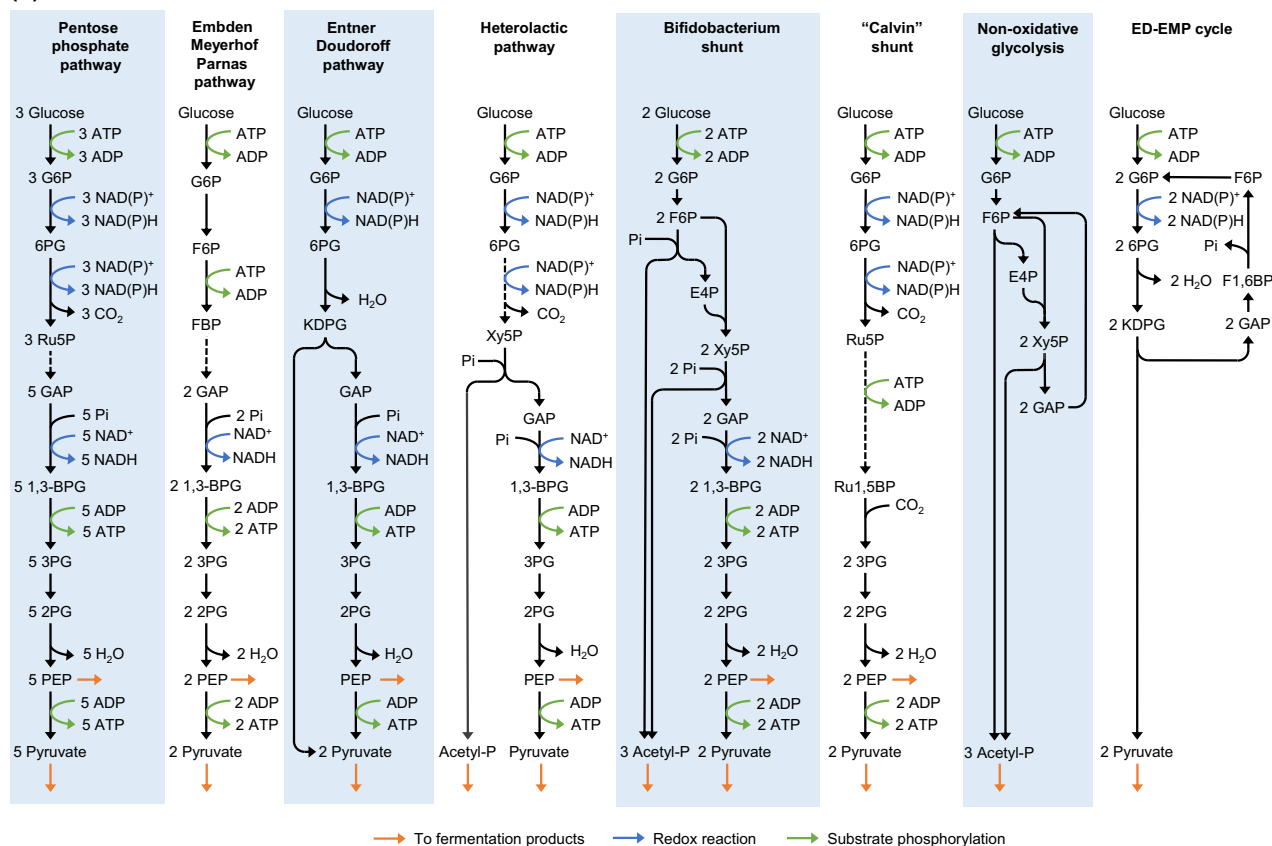 Pentose
phosphate
pathway
3 Glucose
3 ATP
3 ADP
3 G6P
3 NAD(P)⁺
3 NAD(P)H
6PG
3 NAD(P)⁺
3 NAD(P)H
3 CO₂
3 Ru5P
5 GAP
5 Pi
5 NAD⁺
5 NADH
5 1,3-BPG
5 ADP
5 ATP
5 3PG
5 2PG
5 H₂O
5 PEP
5 ADP
5 ATP
5 Pyruvate
Embden
Meyerhof
Parnas
pathway
Glucose
ATP
ADP
G6P
F6P
ATP
ADP
FBP
2 GAP
2 Pi
NAD⁺
NADH
2 1,3-BPG
2 ADP
2 ATP
2 3PG
2 2PG
2 H₂O
2 PEP
2 ADP
2 ATP
2 Pyruvate
Entner
Doudoroff
pathway
Glucose
ATP
ADP
G6P
NAD(P)⁺
NAD(P)H
6PG
H₂O
KDPG
GAP
Pi
NAD⁺
NADH
1,3-BPG
ADP
ATP
3PG
2PG
H₂O
PEP
ADP
ATP
2 Pyruvate
Heterolactic
pathway
Glucose
ATP
ADP
G6P
NAD(P)⁺
NAD(P)H
6PG
NAD(P)⁺
NAD(P)H
CO₂
Xy5P
Pi
GAP
Pi
NAD⁺
NADH
1,3-BPG
ADP
ATP
3PG
2PG
H₂O
PEP
ADP
ATP
Acetyl-P
Pyruvate
Bifidobacterium
shunt
2 Glucose
2 ATP
2 ADP
2 G6P
2 F6P
Pi
E4P
2 Xy5P
2 Pi
2 GAP
2 Pi
2 NAD⁺
2 NADH
2 1,3-BPG
2 ADP
2 ATP
2 3PG
2 2PG
2 H₂O
2 PEP
2 ADP
2 ATP
3 Acetyl-P
2 Pyruvate
“Calvin”
shunt
Glucose
ATP
ADP
G6P
NAD(P)⁺
NAD(P)H
6PG
NAD(P)⁺
NAD(P)H
CO₂
Ru5P
ATP
ADP
Ru1,5BP
CO₂
2 3PG
2 2PG
2 H₂O
2 PEP
2 ADP
2 ATP
2 Pyruvate
Non-oxidative
glycolysis
Glucose
ATP
ADP
G6P
F6P
E4P
2 Xy5P
2 GAP
3 Acetyl-P
ED-EMP cycle
Glucose
ATP
ADP
2 G6P
F6P
2 NAD(P)⁺
2 NAD(P)H
2 6PG
Pi
2 H₂O
F1,6BP
2 KDPG
2 GAP
2 Pyruvate
To fermentation products
Redox reaction
Substrate phosphorylation